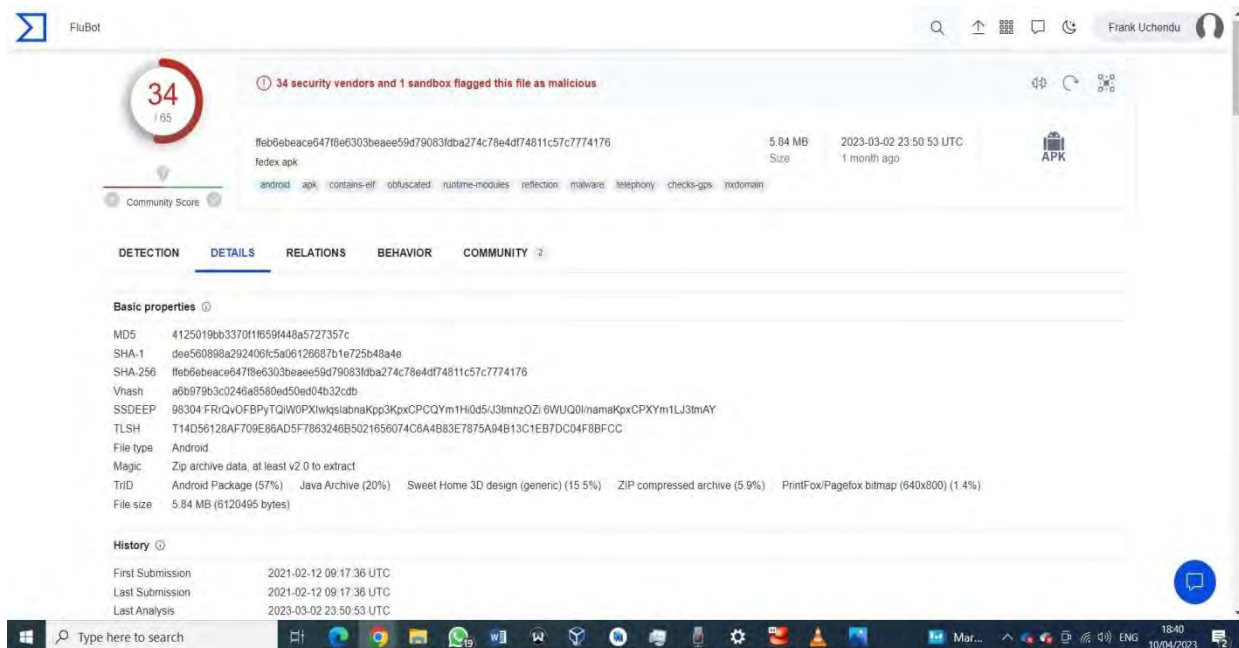 FluBot
Frank Uchendu
34
/ 65
34 security vendors and 1 sandbox flagged this file as malicious
ffeb6ebeace647f8e6303beaee59d79083fdba274c78e4df74811c57c7774176
fedex.apk
5.84 MB
Size
2023-03-02 23:50:53 UTC
1 month ago
APK
android apk contains-elf obfuscated runtime-modules reflection malware telephony checks-gps nxdomain
Community Score
DETECTION DETAILS RELATIONS BEHAVIOR COMMUNITY 2
Basic properties
MD5 4125019bb3370f1f659f448a5727357c
SHA-1 dee560898a292406fc5a06126687b1e725b48a4e
SHA-256 ffeb6ebeace647f8e6303beaee59d79083fdba274c78e4df74811c57c7774176
Vhash a6b979b3c0246a8580ed50ed04b32cdb
SSDEEP
TLSH T14D56128AF709E86AD5F7863246B5021656074C6A4B83E7875A94B13C1EB7DC04F8BFCC
File type Android
Magic Zip archive data, at least v2.0 to extract
TrID Android Package (57%) Java Archive (20%) Sweet Home 3D design (generic) (15.5%) ZIP compressed archive (5.9%) PrintFox/Pagefox bitmap (640x800) (1.4%)
File size 5.84 MB (6120495 bytes)
History
First Submission 2021-02-12 09:17:36 UTC
Last Submission 2021-02-12 09:17:36 UTC
Last Analysis 2023-03-02 23:50:53 UTC
Type here to search
19
Mar...
ENG
18:40
10/04/2023
2